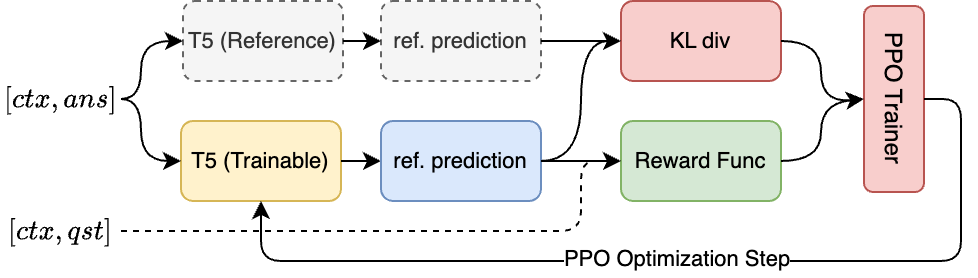 T5 (Reference)
ref. prediction
KL div
[ctx, ans]
PPO Trainer
T5 (Trainable)
ref. prediction
Reward Func
[ctx, qst]
PPO Optimization Step